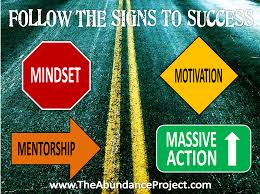 FOLLOW THE SIGNS TO SUCCESS
MINDSET
MOTIVATION
MENTORSHIP
MASSIVE
ACTION
www.TheAbundanceProject.com